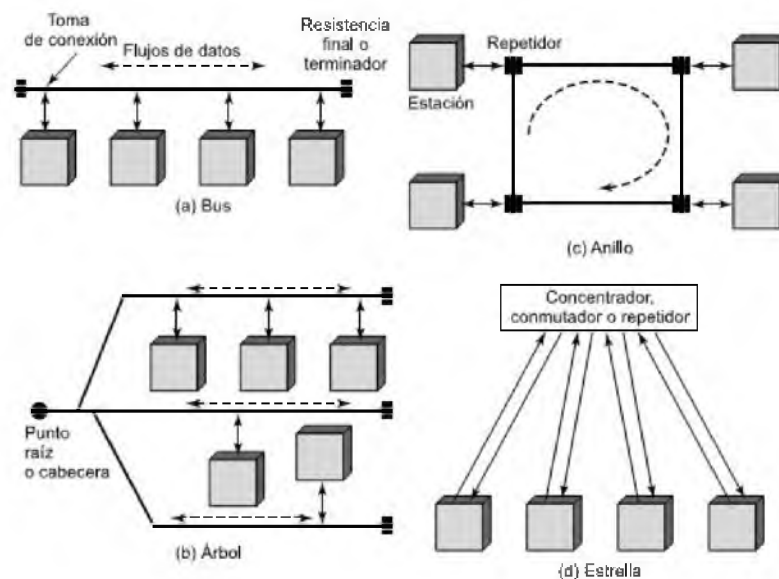 Toma
de conexión
Flujos de datos
Resistencia
final o
terminador
(a) Bus
Repetidor
Estación
(c) Anillo
Punto
raíz
o cabecera
(b) Árbol
Concentrador,
conmutador o repetidor
(d) Estrella